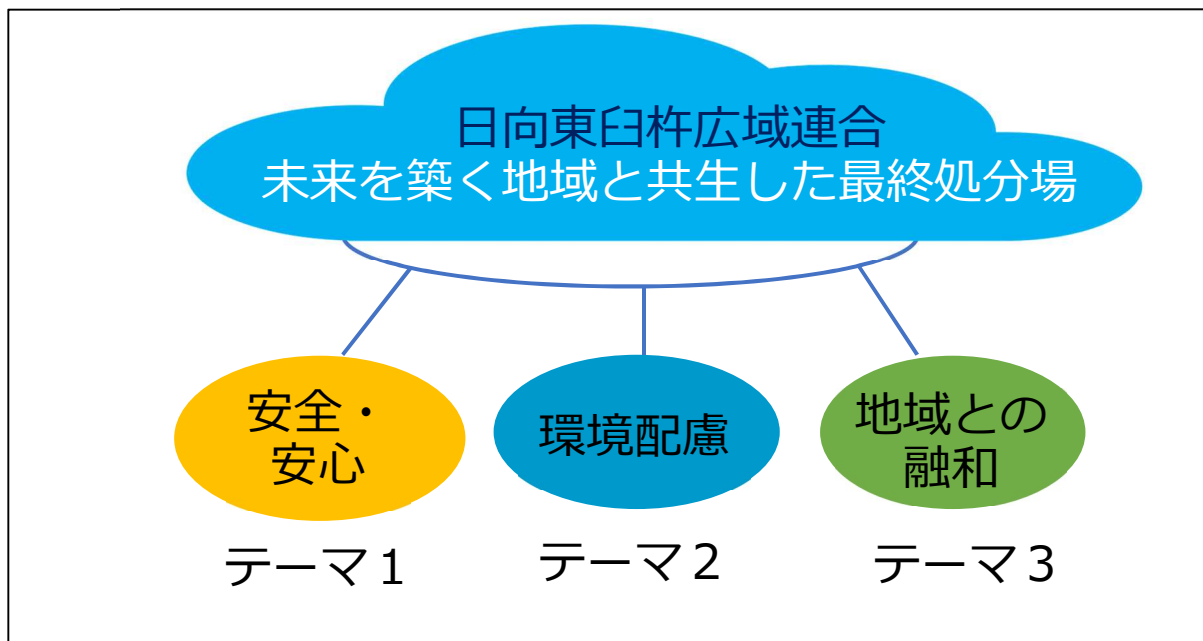 日向東臼杵広域連合
未来を築く地域と共生した最終処分場
安全・
安心
環境配慮
地域との
融和
テーマ１
テーマ２
テーマ３